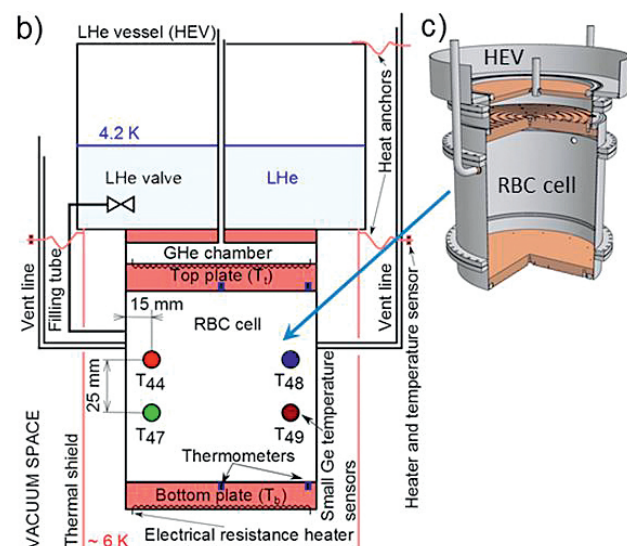 b)
LHe vessel (HEV)
4.2 K
LHe valve
LHe
Heat anchors
GHe chamber
Top plate (Tt)
15 mm
RBC cell
T44
T48
25 mm
T47
T49
Thermometers
Bottom plate (Tb)
Electrical resistance heater
~ 6 K
VACUUM SPACE
Thermal shield
Vent line
Filling tube
Vent line
Small Ge temperature
sensors
Heater and temperature sensor
c)
HEV
RBC cell